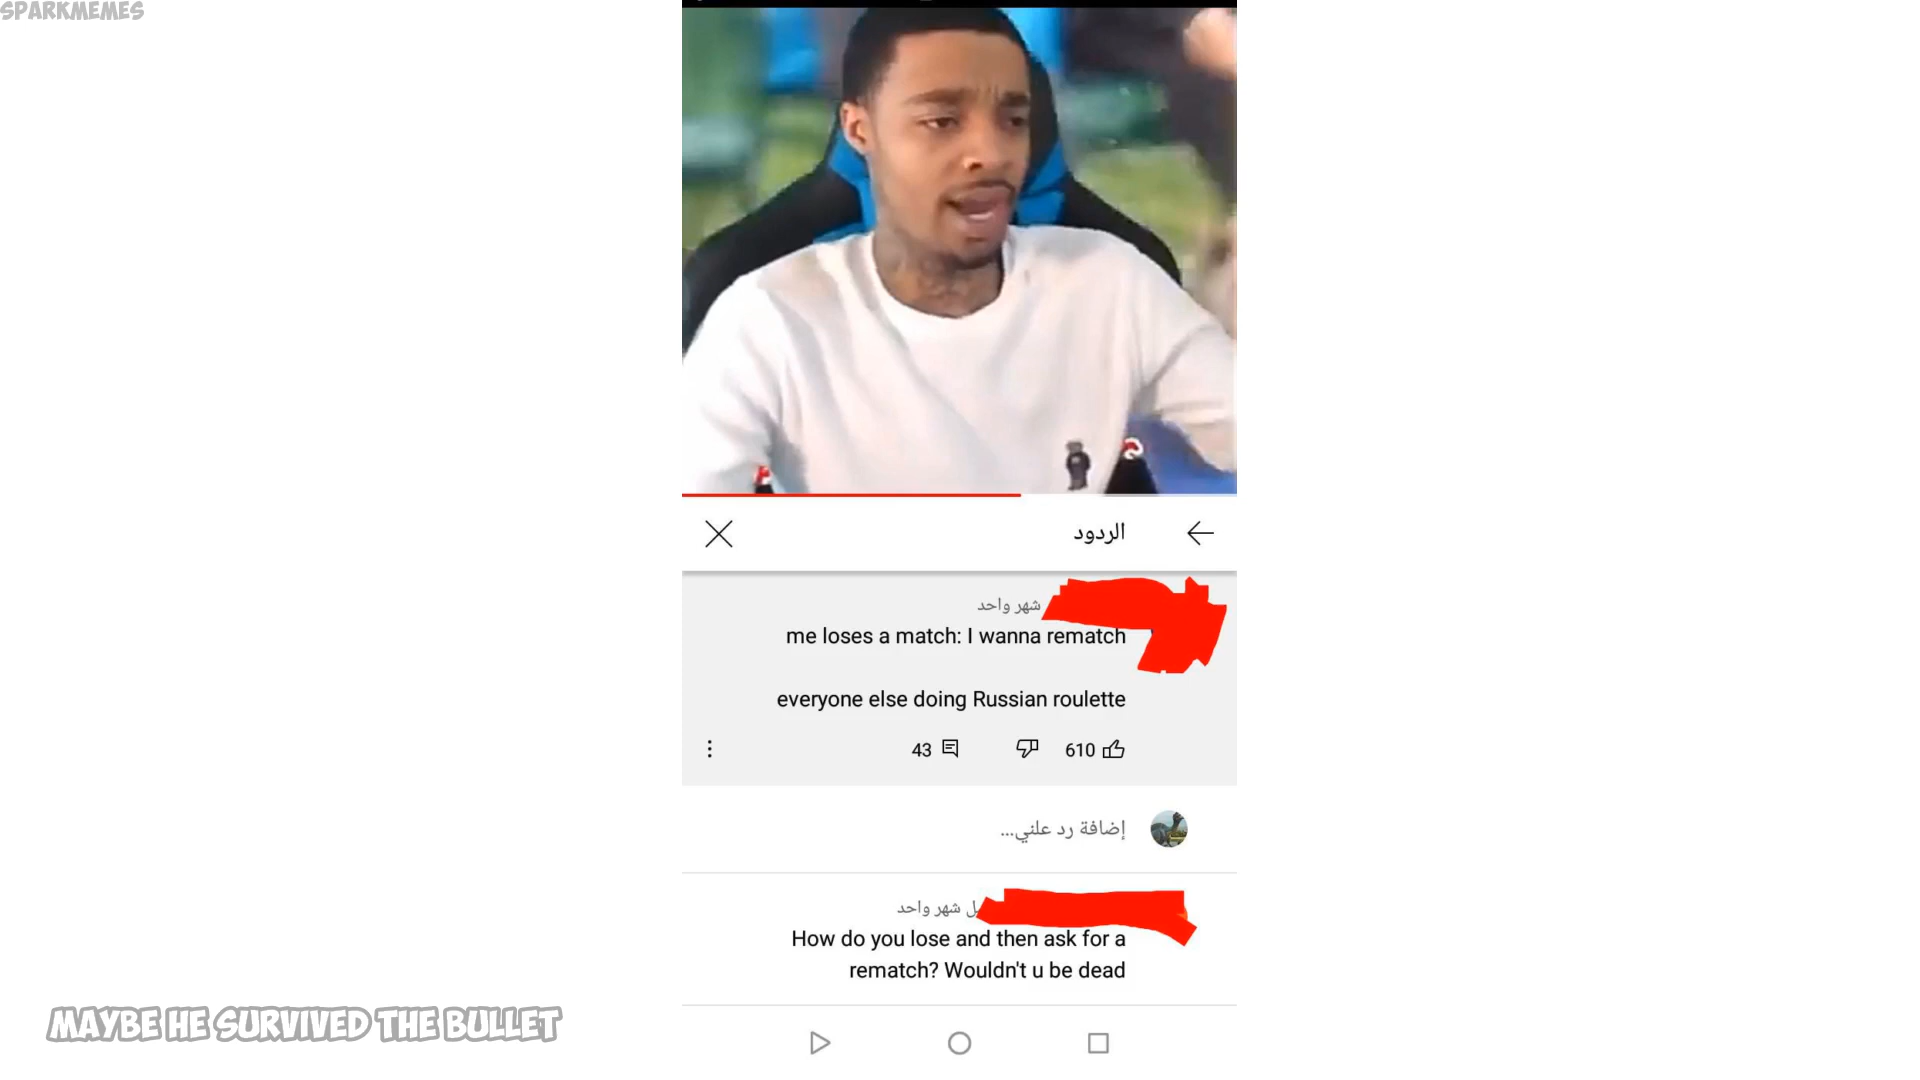 SPARKMEMES
الردود
شهر واحد
me loses a match: I wanna rematch
everyone else doing Russian roulette
43
610
إضافة رد علني...
شهر واحد
How do you lose and then ask for a
rematch? Wouldn't u be dead
MAYBE HE SURVIVED THE BULLET